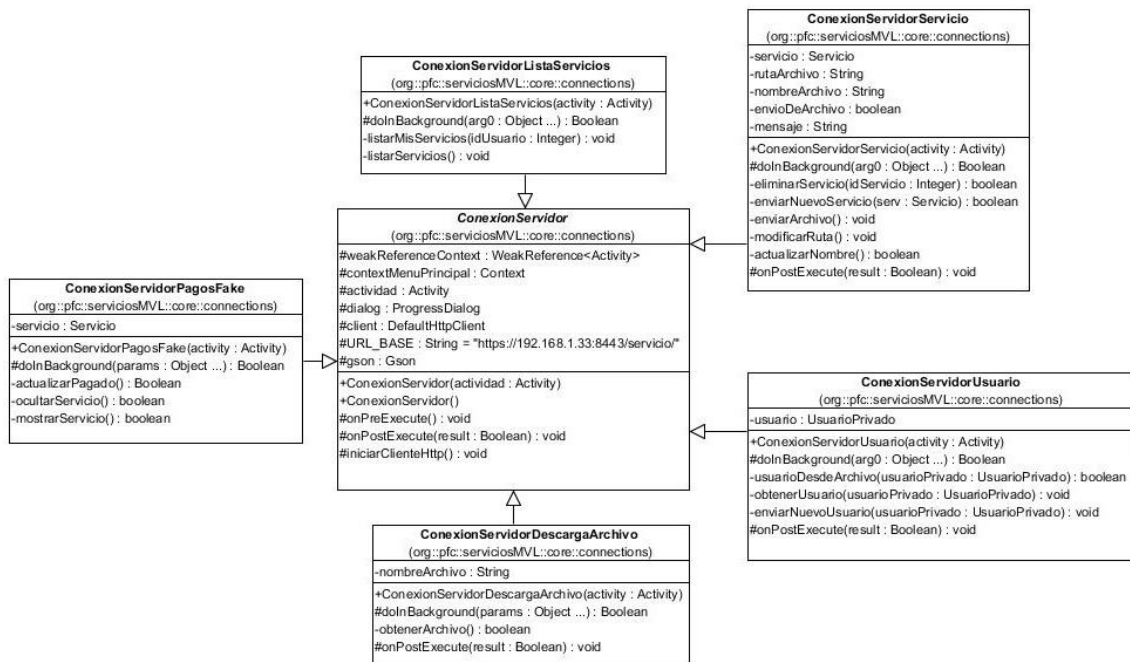 ConexionServidorServicio
(org::pfc::serviciosMVL::core::connections)
-servicio : Servicio
-rutaArchivo : String
-nombreArchivo : String
-envioDeArchivo : boolean
-mensaje : String
+ConexionServidorServicio(activity : Activity)
#doInBackground(arg0 : Object ...) : Boolean
-eliminarServicio(idServicio : Integer) : boolean
-enviarNuevoServicio(serv : Servicio) : boolean
-enviarArchivo() : void
-modificarRuta() : void
-actualizarNombre() : boolean
#onPostExecute(result : Boolean) : void
ConexionServidorListaServicios
(org::pfc::serviciosMVL::core::connections)
+ConexionServidorListaServicios(activity : Activity)
#doInBackground(arg0 : Object ...) : Boolean
-listarMisServicios(idUsuario : Integer) : void
-listarServicios() : void
ConexionServidor
(org::pfc::serviciosMVL::core::connections)
#weakReferenceContext : WeakReference<Activity>
#contextMenuPrincipal : Context
#actividad : Activity
#dialog : ProgressDialog
#client : DefaultHttpClient
#URL_BASE : String = "https://192.168.1.33:8443/servicio/"
#gson : Gson
+ConexionServidor(actividad : Activity)
+ConexionServidor()
#onPreExecute() : void
#onPostExecute(result : Boolean) : void
#iniciarClienteHttp() : void
ConexionServidorPagosFake
(org::pfc::serviciosMVL::core::connections)
-servicio : Servicio
+ConexionServidorPagosFake(activity : Activity)
#doInBackground(params : Object ...) : Boolean
-actualizarPagado() : Boolean
-ocultarServicio() : boolean
-mostrarServicio() : boolean
ConexionServidorUsuario
(org::pfc::serviciosMVL::core::connections)
-usuario : UsuarioPrivado
+ConexionServidorUsuario(activity : Activity)
#doInBackground(arg0 : Object ...) : Boolean
-usuarioDesdeArchivo(usuarioPrivado : UsuarioPrivado) : boolean
-obtenerUsuario(usuarioPrivado : UsuarioPrivado) : void
-enviarNuevoUsuario(usuarioPrivado : UsuarioPrivado) : void
#onPostExecute(result : Boolean) : void
ConexionServidorDescargaArchivo
(org::pfc::serviciosMVL::core::connections)
-nombreArchivo : String
+ConexionServidorDescargaArchivo(activity : Activity)
#doInBackground(params : Object ...) : Boolean
-obtenerArchivo() : boolean
#onPostExecute(result : Boolean) : void